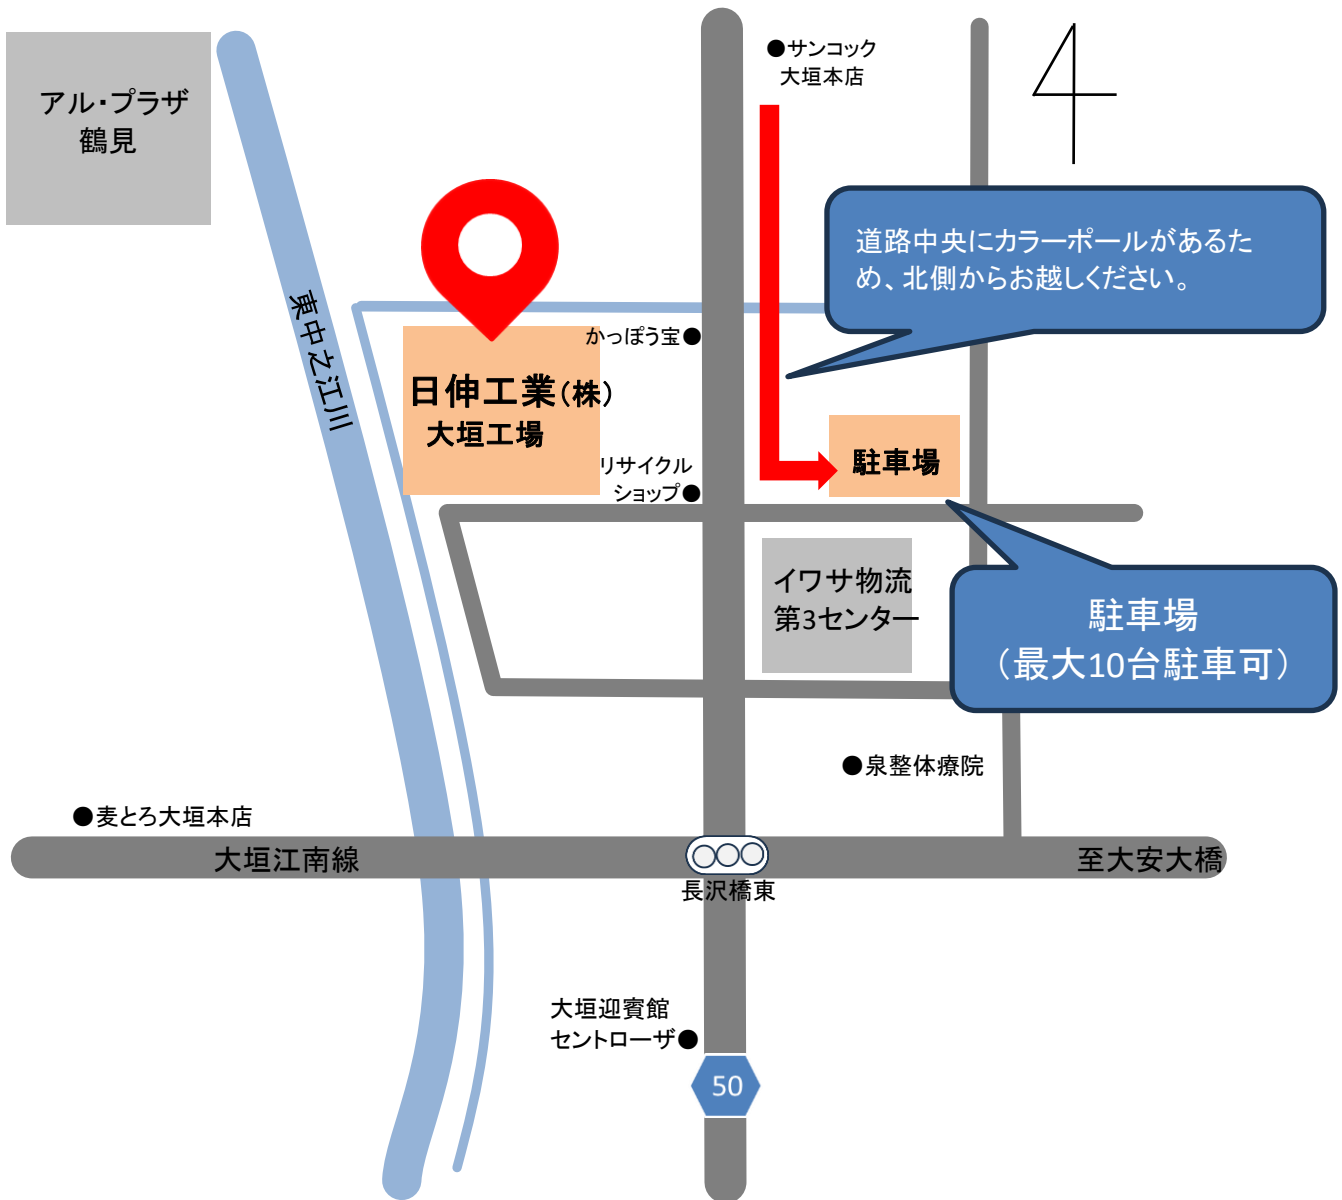 ●サンコック
大垣本店
アル・プラザ
鶴見
道路中央にカラーポールがあるた
め、北側からお越しください。
東中之江川
かっぽう宝●
日伸工業(株)
大垣工場
駐車場
リサイクル
ショップ●
イワサ物流
第3センター
駐車場
(最大10台駐車可)
●泉整体療院
●麦とろ大垣本店
大垣江南線
至大安大橋
長沢橋東
大垣迎賓館
セントローザ●
50